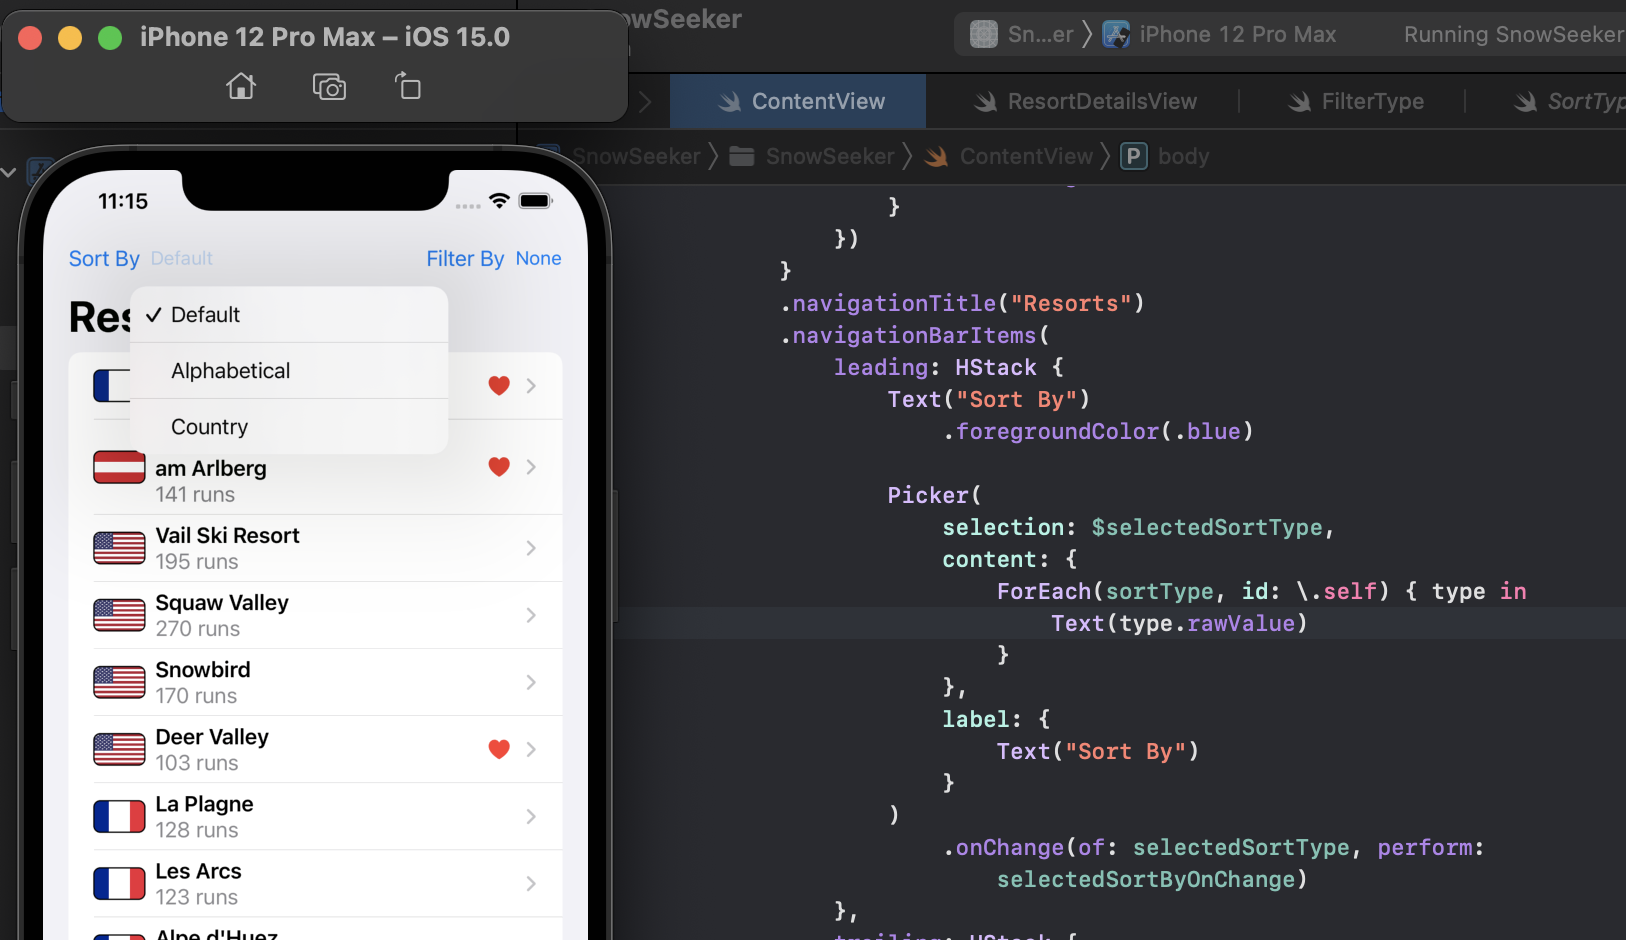 iPhone 12 Pro Max – iOS 15.0
SnowSeeker
Sn...er
iPhone 12 Pro Max
Running SnowSeeker
ContentView
ResortDetailsView
FilterType
SortTyp
SnowSeeker
SnowSeeker
ContentView
P body
11:15
Sort By Default
Filter By None
Res
✓ Default
Alphabetical
Country
am Arlberg
141 runs
Vail Ski Resort
195 runs
Squaw Valley
270 runs
Snowbird
170 runs
Deer Valley
103 runs
La Plagne
128 runs
Les Arcs
123 runs
Alpe d'Huez
}
})
}
.navigationTitle("Resorts")
.navigationBarItems(
leading: HStack {
Text("Sort By")
.foregroundColor(.blue)
Picker(
selection: $selectedSortType,
content: {
ForEach(sortType, id: \.self) { type in
Text(type.rawValue)
}
},
label: {
Text("Sort By")
}
)
.onChange(of: selectedSortType, perform:
selectedSortByOnChange)
},
trailing: HStack {